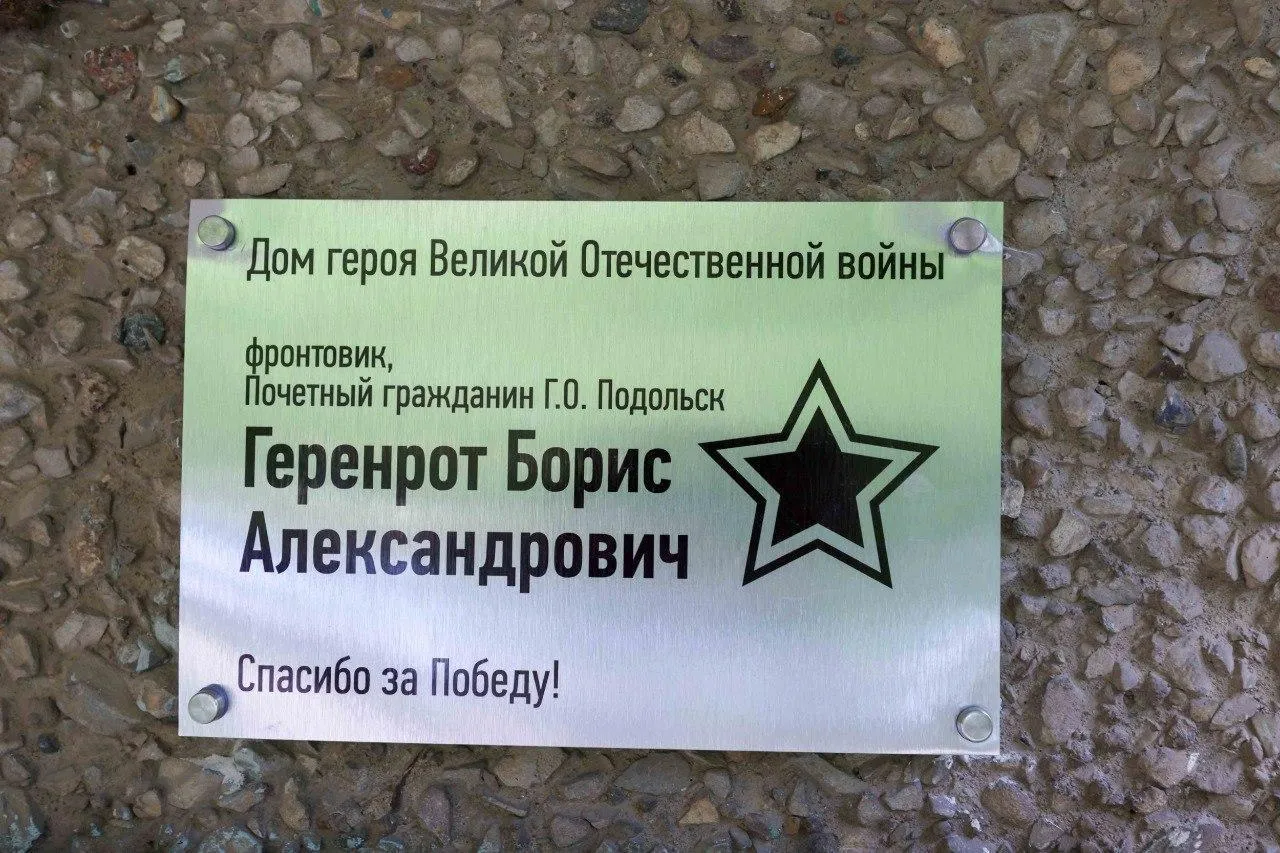 Дом героя Великой Отечественной войны
фронтовик,
Почетный гражданин Г.О. Подольск
Геренрот Борис
Александрович
Спасибо за Победу!